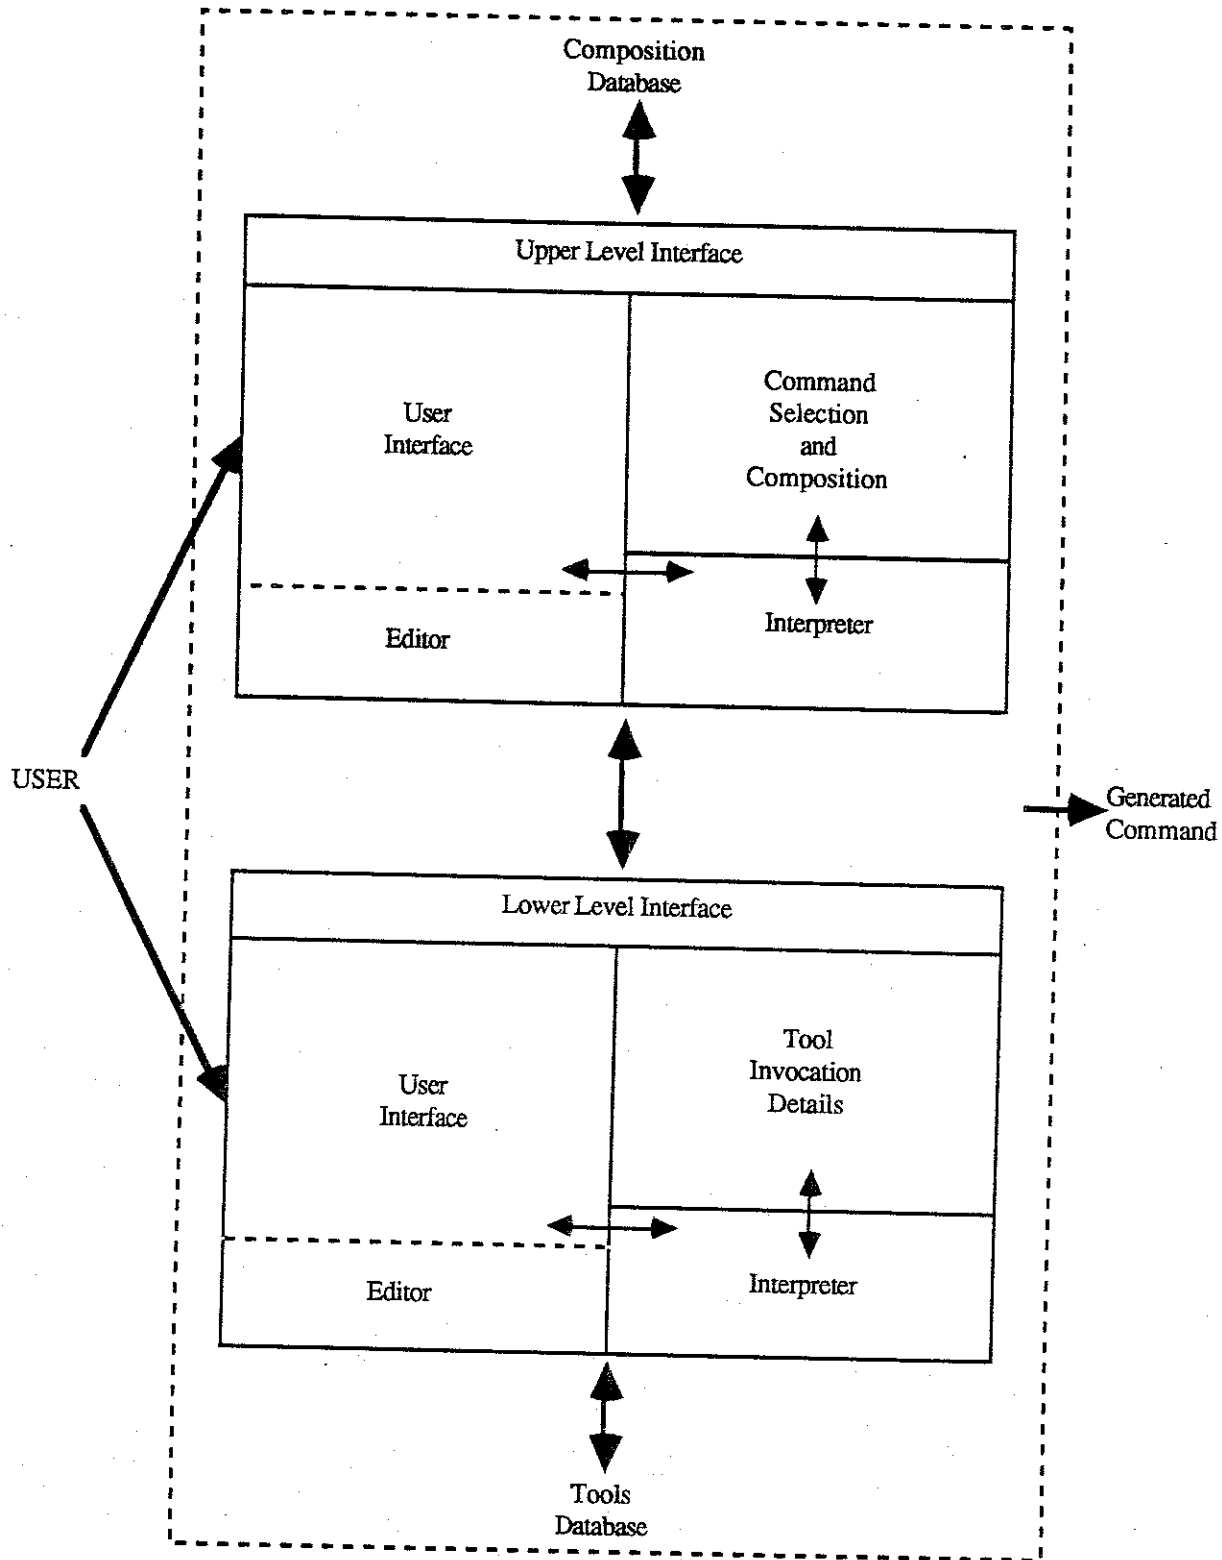 Composition
Database
Upper Level Interface
User
Interface
Command
Selection
and
Composition
Editor
Interpreter
USER
Generated
Command
Lower Level Interface
User
Interface
Tool
Invocation
Details
Editor
Interpreter
Tools
Database